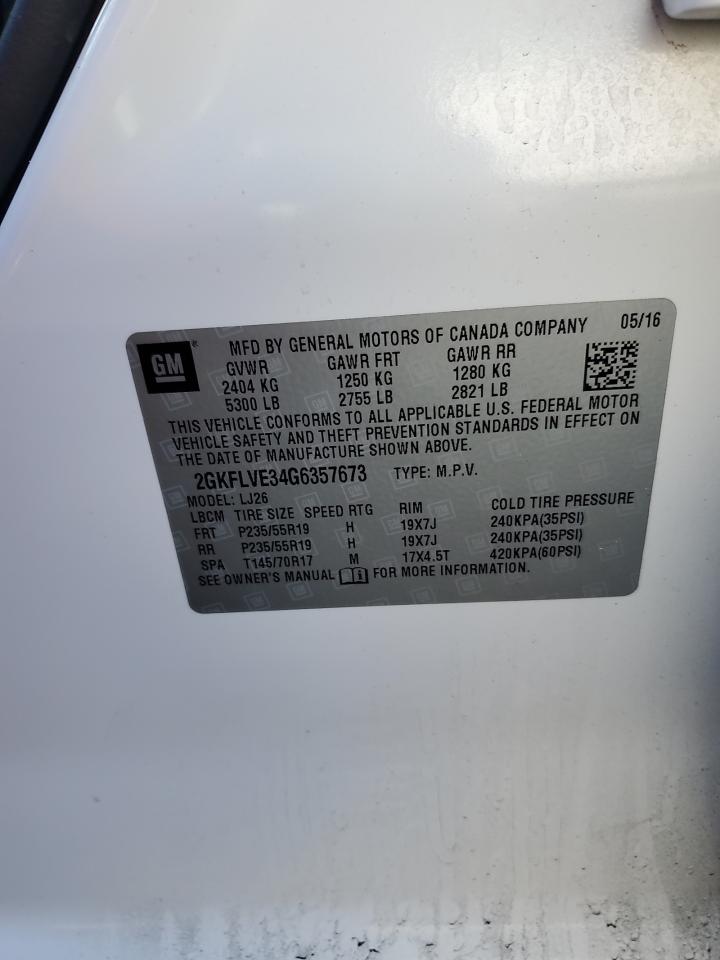 GM
MFD BY GENERAL MOTORS OF CANADA COMPANY 05/16
GVWR GAWR FRT GAWR RR
2404 KG 1250 KG 1280 KG
5300 LB 2755 LB 2821 LB
THIS VEHICLE CONFORMS TO ALL APPLICABLE U.S. FEDERAL MOTOR
VEHICLE SAFETY AND THEFT PREVENTION STANDARDS IN EFFECT ON
THE DATE OF MANUFACTURE SHOWN ABOVE.
2GKFLVE34G6357673 TYPE: M.P.V.
MODEL: LJ26
LBCM TIRE SIZE SPEED RTG RIM COLD TIRE PRESSURE
FRT P235/55R19 H 19X7J 240KPA(35PSI)
RR P235/55R19 H 19X7J 240KPA(35PSI)
SPA T145/70R17 M 17X4.5T 420KPA(60PSI)
SEE OWNER'S MANUAL FOR MORE INFORMATION.